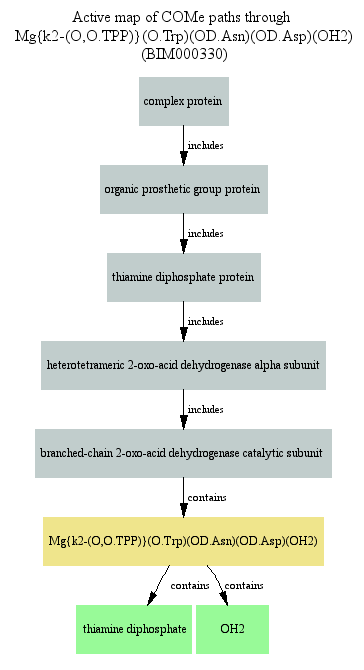 Active map of COMe paths through
Mg{k2-(O,O.TPP)}(O.Trp)(OD.Asn)(OD.Asp)(OH2)
(BIM000330)
complex protein
includes
organic prosthetic group protein
includes
thiamine diphosphate protein
includes
heterotetrameric 2-oxo-acid dehydrogenase alpha subunit
includes
branched-chain 2-oxo-acid dehydrogenase catalytic subunit
contains
Mg{k2-(O,O.TPP)}(O.Trp)(OD.Asn)(OD.Asp)(OH2)
contains
contains
thiamine diphosphate
OH2